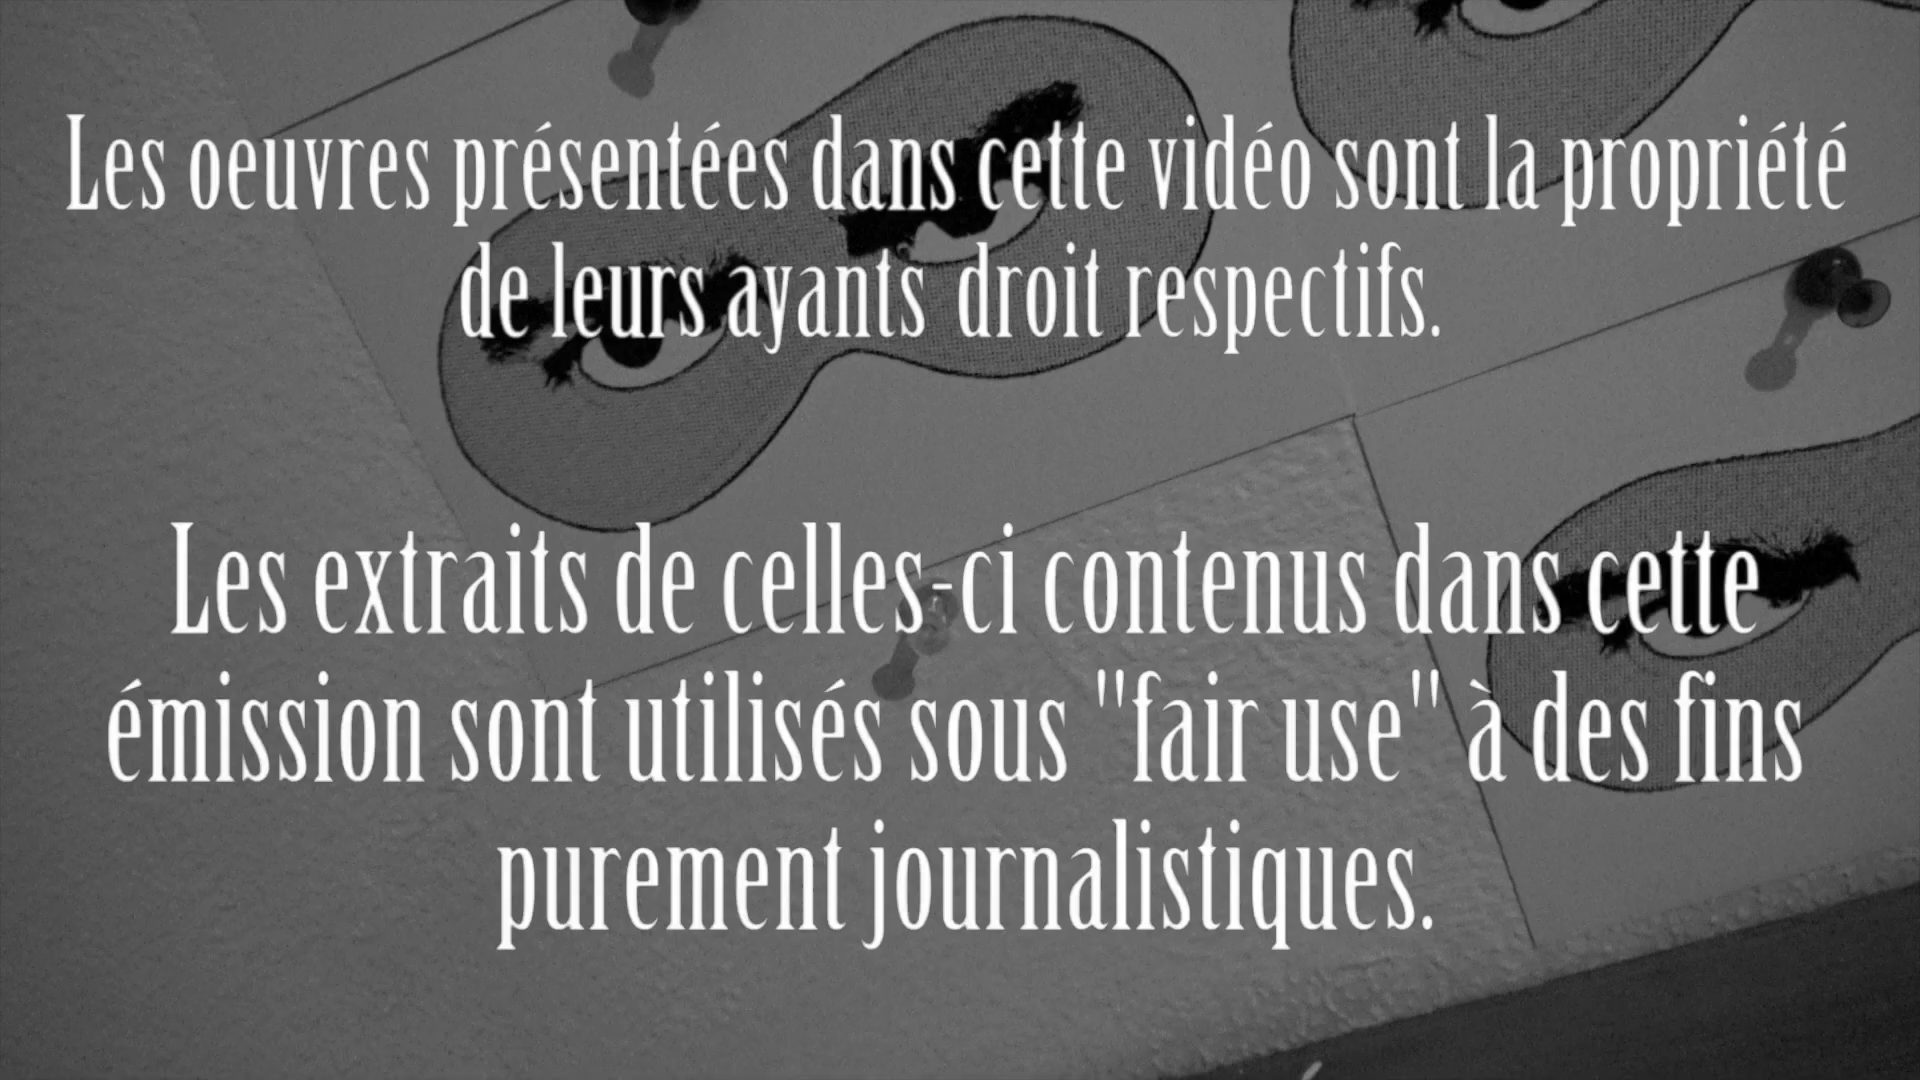 Les oeuvres présentées dans cette vidéo sont la propriété
de leurs ayants droit respectifs.
Les extraits de celles-ci contenus dans cette
émission sont utilisés sous "fair use" à des fins
purement journalistiques.